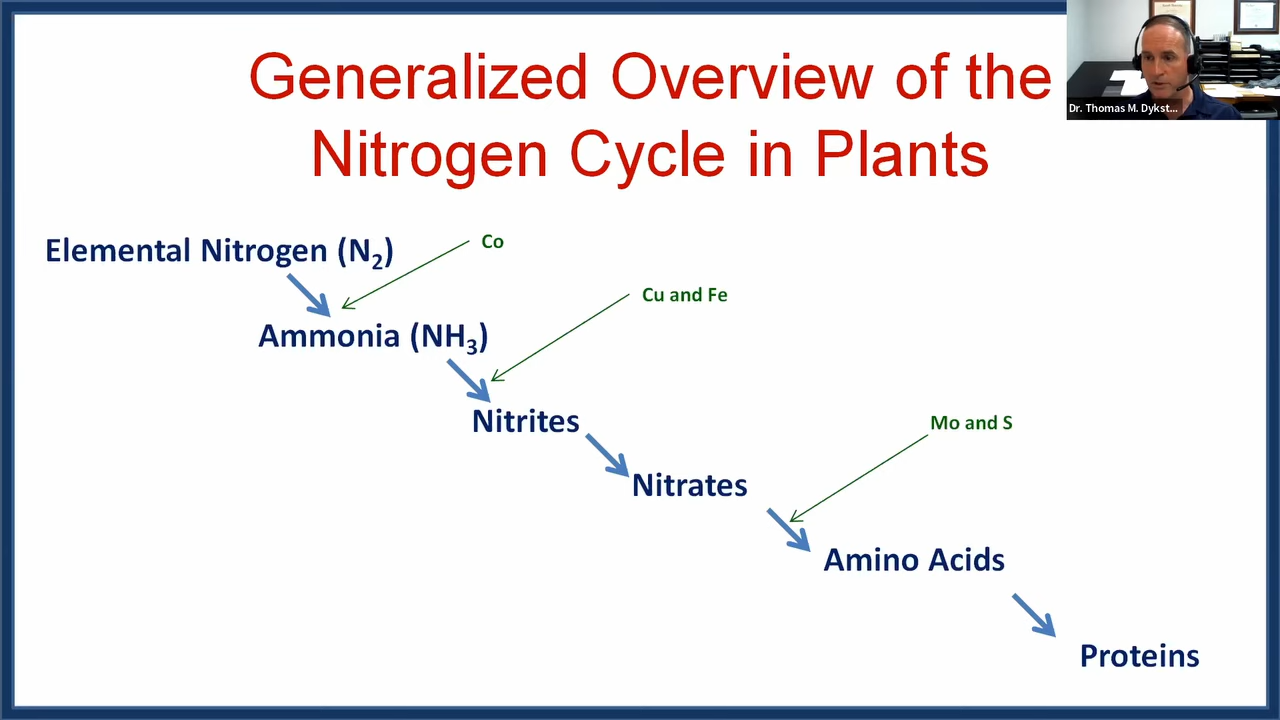 Generalized Overview of the
Nitrogen Cycle in Plants
Dr. Thomas M. Dykst...
Elemental Nitrogen (N₂)
Co
Cu and Fe
Ammonia (NH₃)
Nitrites
Mo and S
Nitrates
Amino Acids
Proteins